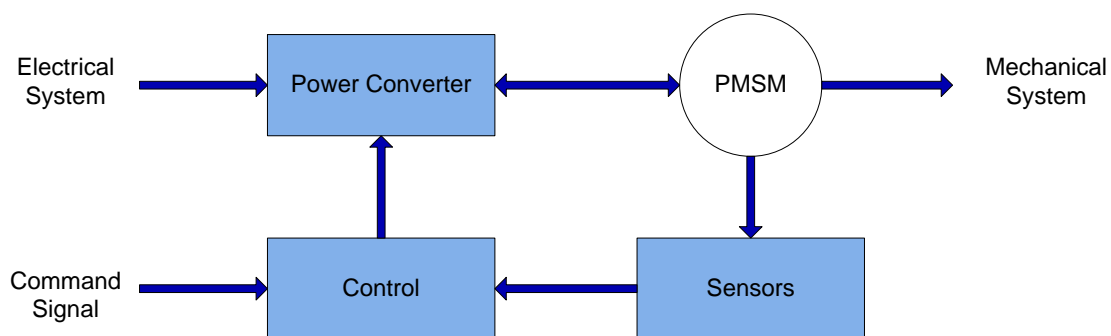 Electrical
System
Power Converter
PMSM
Mechanical
System
Command
Signal
Control
Sensors